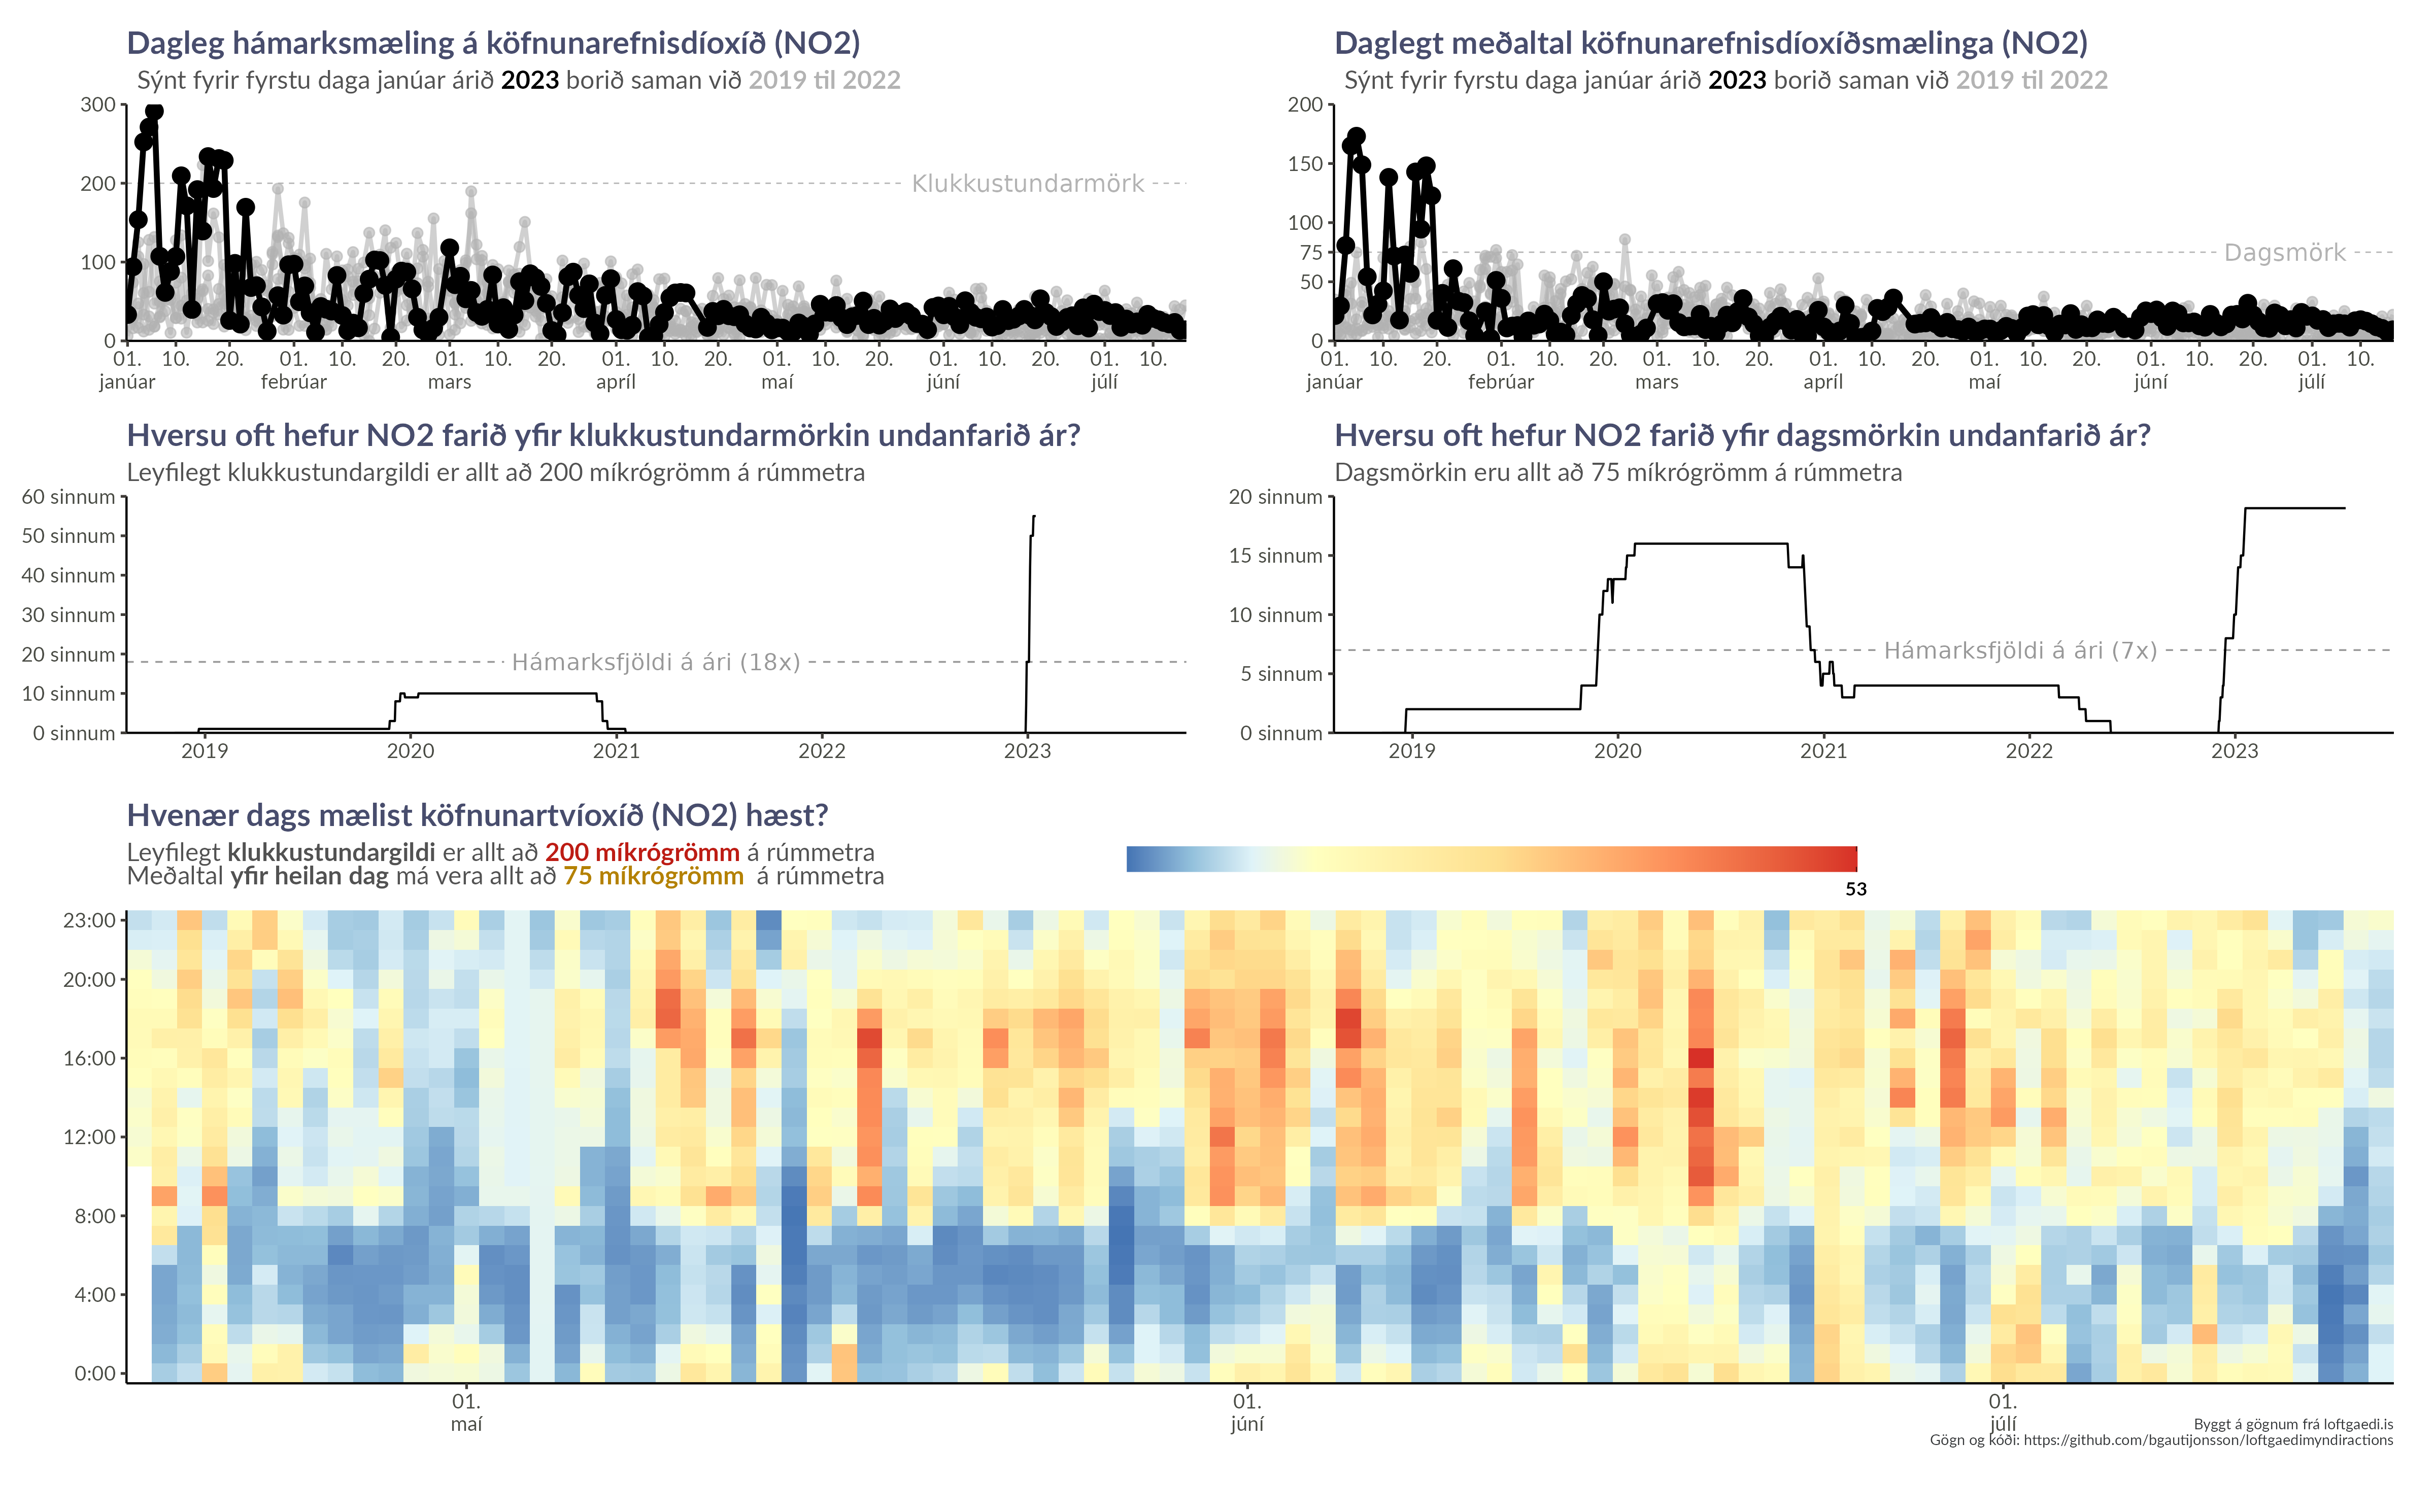 Dagleg hámarksmæling á köfnunarefnisdíoxíð (NO2)
Sýnt fyrir fyrstu daga janúar árið 2023 borið saman við 2019 til 2022
300
200
100
0
Klukkustundarmörk
01. 10. 20. 01. 10. 20. 01. 10. 20. 01. 10. 20. 01. 10. 20. 01. 10. 20. 01. 10.
janúar febrúar mars apríl maí júní júlí
Daglegt meðaltal köfnunarefnisdíoxíðsmælinga (NO2)
Sýnt fyrir fyrstu daga janúar árið 2023 borið saman við 2019 til 2022
200
150
100
75
50
0
Dagsmörk
01. 10. 20. 01. 10. 20. 01. 10. 20. 01. 10. 20. 01. 10. 20. 01. 10. 20. 01. 10.
janúar febrúar mars apríl maí júní júlí
Hversu oft hefur NO2 farið yfir klukkustundarmörkin undanfarið ár?
Leyfilegt klukkustundargildi er allt að 200 míkrógrömm á rúmmetra
60 sinnum
50 sinnum
40 sinnum
30 sinnum
20 sinnum
10 sinnum
0 sinnum
Hámarksfjöldi á ári (18x)
2019 2020 2021 2022 2023
Hversu oft hefur NO2 farið yfir dagsmörkin undanfarið ár?
Dagsmörkin eru allt að 75 míkrógrömm á rúmmetra
20 sinnum
15 sinnum
10 sinnum
5 sinnum
0 sinnum
Hámarksfjöldi á ári (7x)
2019 2020 2021 2022 2023
Hvenær dags mælist köfnunartvíoxíð (NO2) hæst?
Leyfilegt klukkustundargildi er allt að 200 míkrógrömm á rúmmetra
Meðaltal yfir heilan dag má vera allt að 75 míkrógrömm á rúmmetra
53
23:00
20:00
16:00
12:00
8:00
4:00
0:00
01. 01. 01.
maí júní júlí
Byggt á gögnum frá loftgaedi.is
Gögn og kóði: https://github.com/bgautijonsson/loftgaedimyndiractions